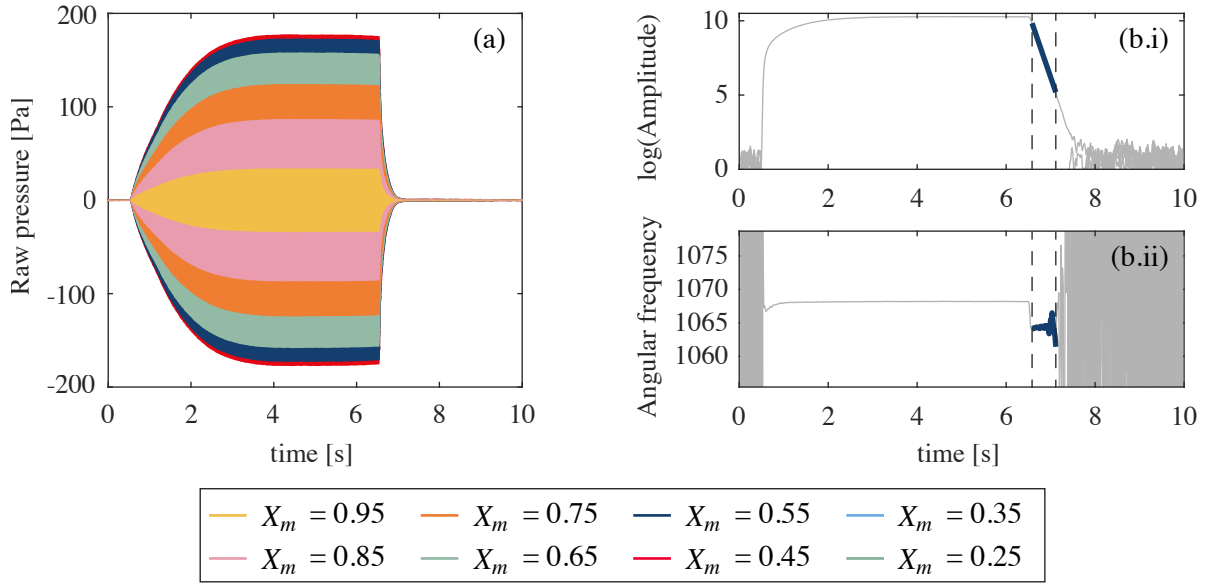 (a)
Raw pressure [Pa]
200
100
0
-100
-200
0 2 4 6 8 10
time [s]
(b.i)
log(Amplitude)
10
5
0
0 2 4 6 8 10
(b.ii)
Angular frequency
1075
1070
1065
1060
0 2 4 6 8 10
time [s]
X_m = 0.95 X_m = 0.75 X_m = 0.55 X_m = 0.35
X_m = 0.85 X_m = 0.65 X_m = 0.45 X_m = 0.25